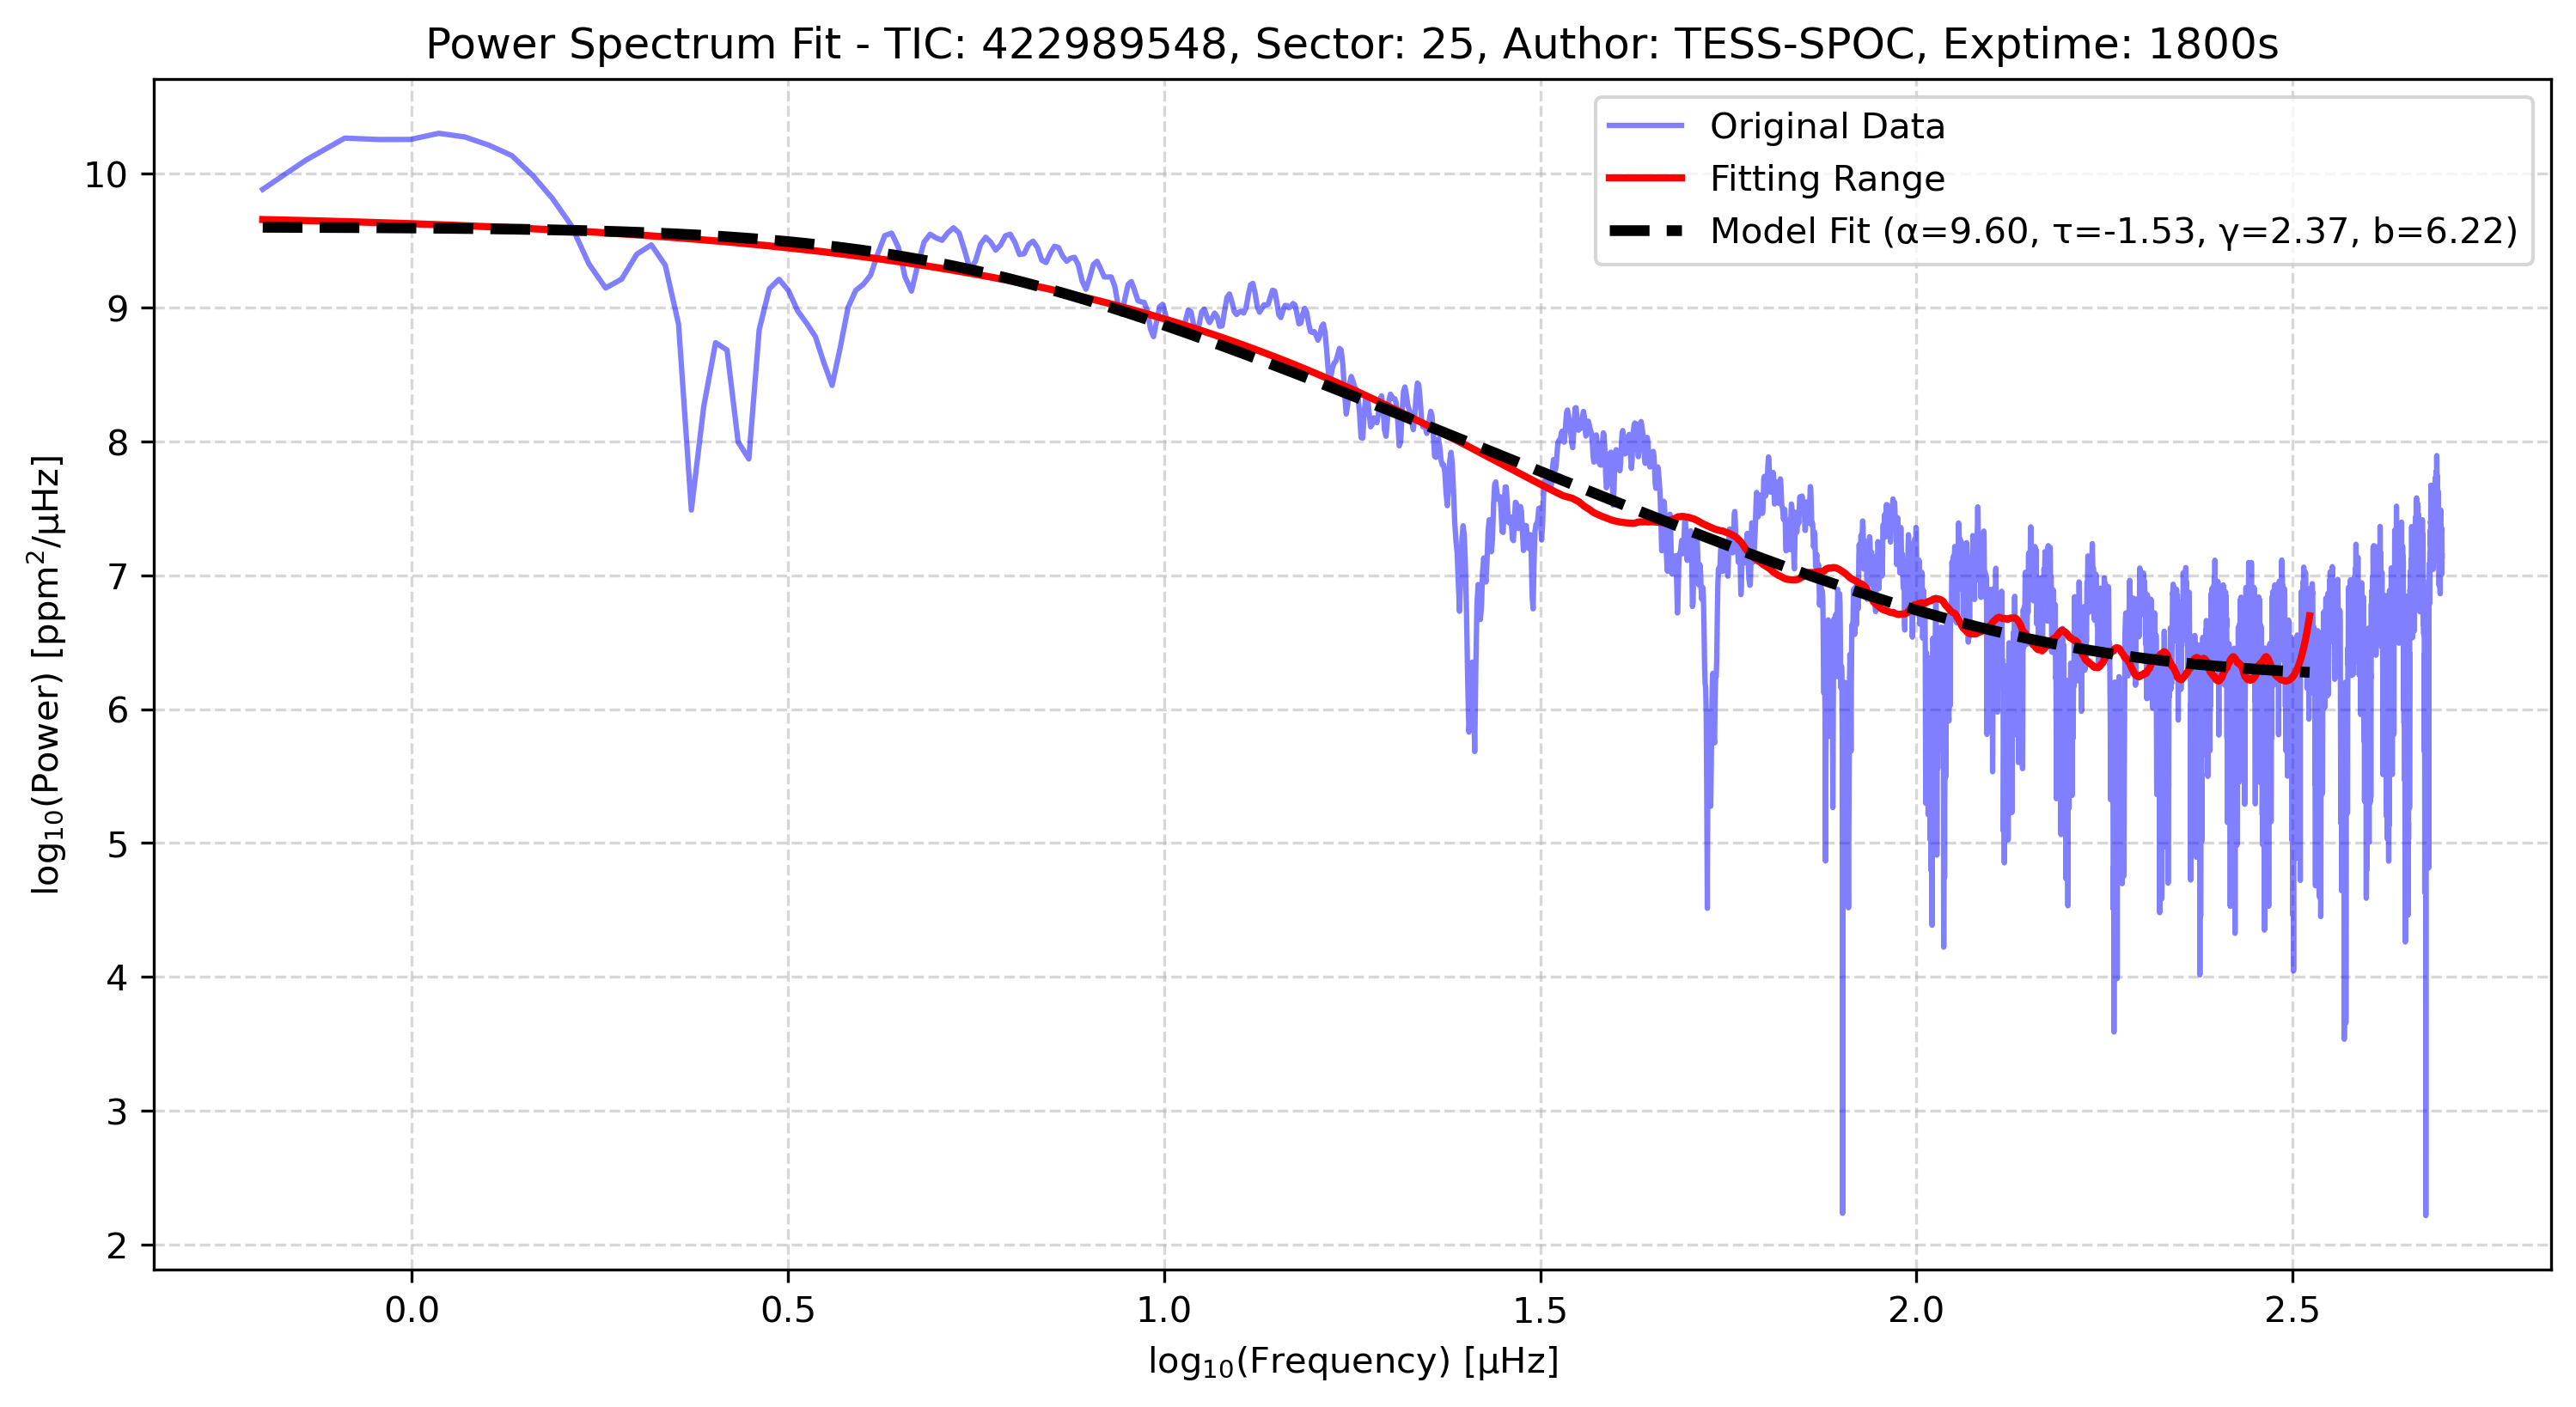 Power Spectrum Fit - TIC: 422989548, Sector: 25, Author: TESS-SPOC, Exptime: 1800s
Original Data
Fitting Range
Model Fit (α=9.60, τ=-1.53, γ=2.37, b=6.22)
log₁₀(Power) [ppm²/μHz]
10
9
8
7
6
5
4
3
2
0.0 0.5 1.0 1.5 2.0 2.5
log₁₀(Frequency) [μHz]